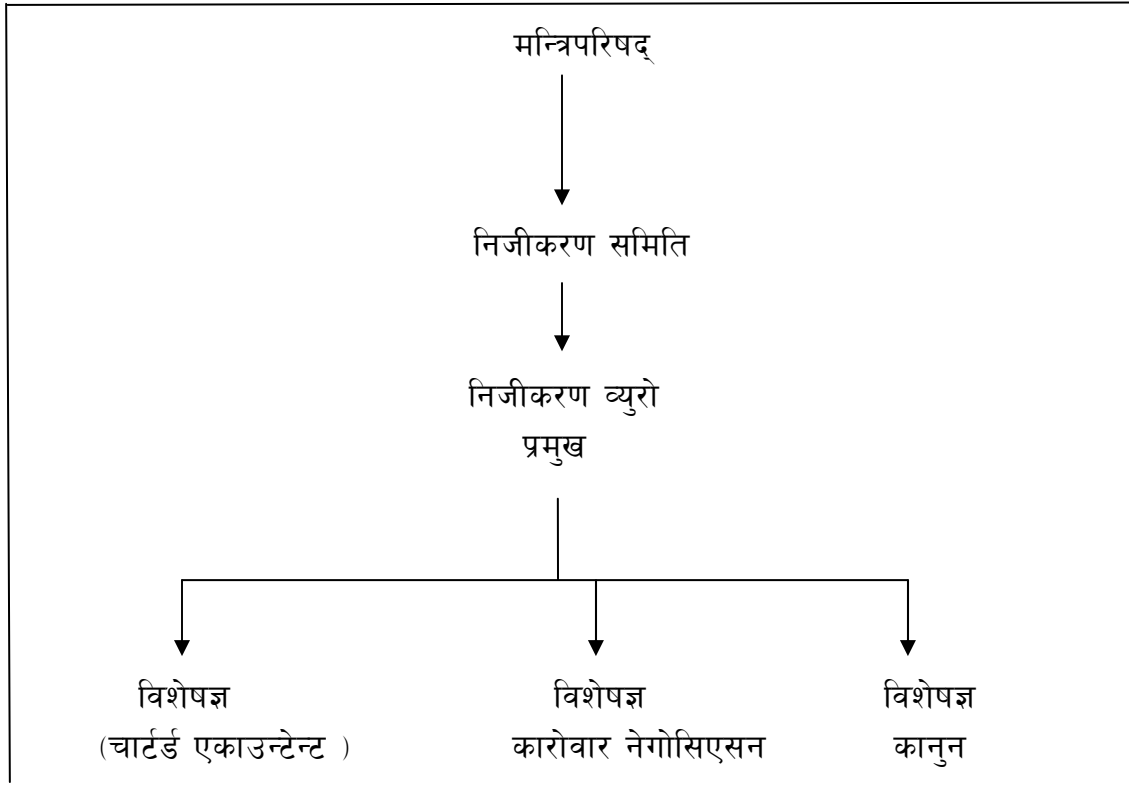 मन्त्रिपरिषद्
निजीकरण समिति
निजीकरण व्युरो
प्रमुख
विशेषज्ञ विशेषज्ञ विशेषज्ञ
(चार्टर्ड एकाउन्टेन्ट ) कारोवार नेगोसिएसन कानुन